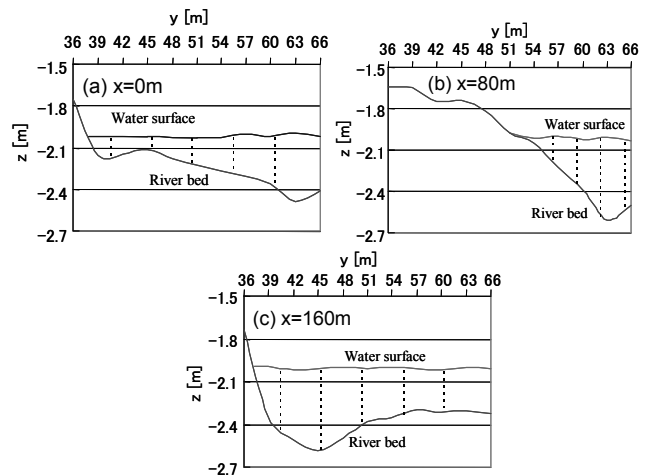 y [m]
36 39 42 45 48 51 54 57 60 63 66
−1.5
(a) x=0m
−1.8
Water surface
z [m]
−2.1
River bed
−2.4
−2.7
y [m]
36 39 42 45 48 51 54 57 60 63 66
−1.5
(b) x=80m
−1.8
Water surface
z [m]
−2.1
−2.4
River bed
−2.7
y [m]
36 39 42 45 48 51 54 57 60 63 66
−1.5
(c) x=160m
−1.8
Water surface
z [m]
−2.1
−2.4
River bed
−2.7